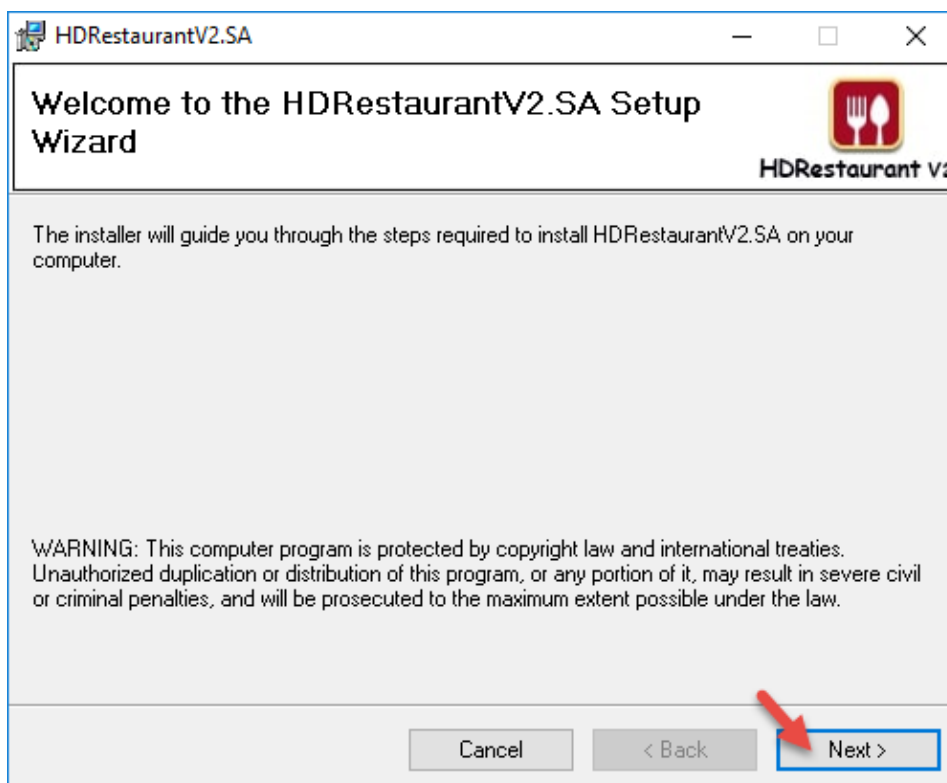 HDRestaurantV2.SA
Welcome to the HDRestaurantV2.SA Setup
Wizard
HDRestaurant V2
The installer will guide you through the steps required to install HDRestaurantV2.SA on your
computer.
WARNING: This computer program is protected by copyright law and international treaties.
Unauthorized duplication or distribution of this program, or any portion of it, may result in severe civil
or criminal penalties, and will be prosecuted to the maximum extent possible under the law.
Cancel
< Back
Next >